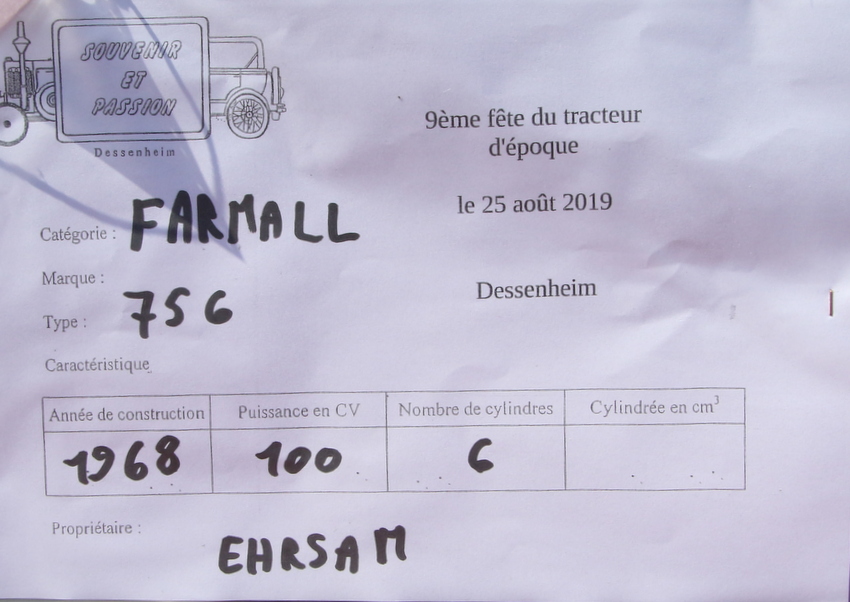 SOUVENIR
ET
PASSION
Dessenheim
9ème fête du tracteur
d'époque
le 25 août 2019
Dessenheim
Catégorie : FARMALL
Marque :
Type : 756
Caractéristique
Année de construction Puissance en CV Nombre de cylindres Cylindrée en cm³
1968 100 6
Propriétaire :
EHRSAM